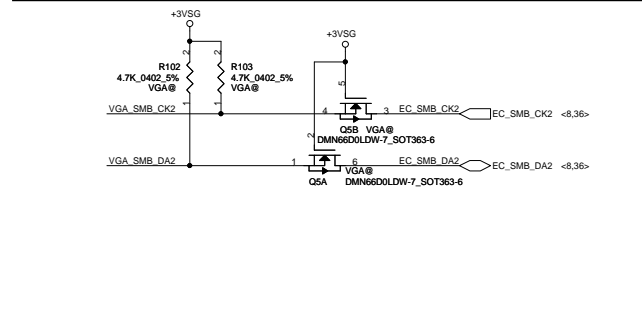 +3VSG
+3VSG
2
2
R102
4.7K_0402_5%
VGA@
R103
4.7K_0402_5%
VGA@
1
1
5
VGA_SMB_CK2
4
3
EC_SMB_CK2
EC_SMB_CK2 <8,36>
Q5B VGA@
DMN66D0LDW-7_SOT363-6
2
VGA_SMB_DA2
1
6
EC_SMB_DA2
EC_SMB_DA2 <8,36>
VGA@
Q5A DMN66D0LDW-7_SOT363-6